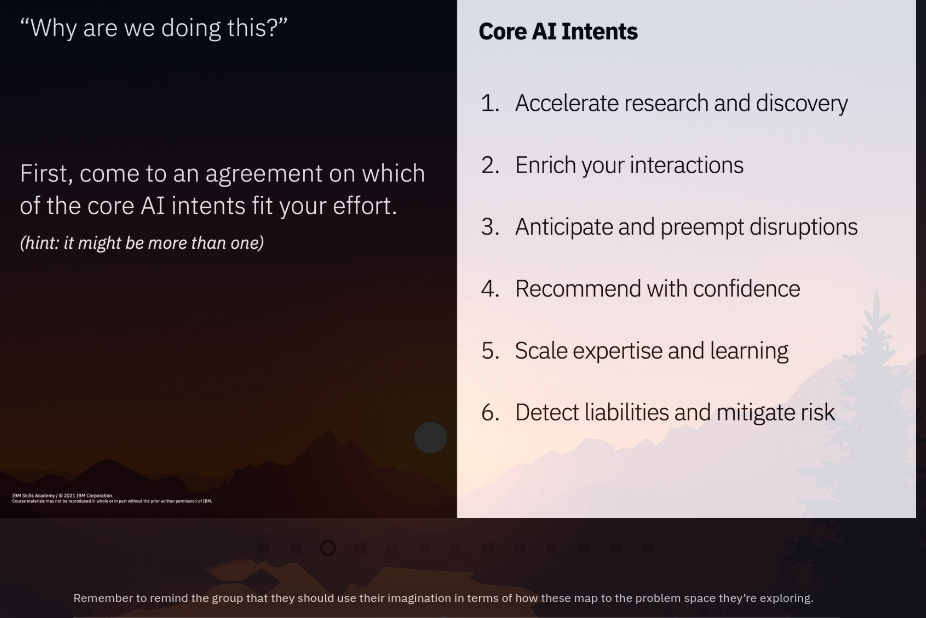 “Why are we doing this?”
First, come to an agreement on which
of the core AI intents fit your effort.
(hint: it might be more than one)
IBM Skills Academy / © 2021 IBM Corporation.
Course materials may not be reproduced in whole or in part without the prior written permission of IBM.
Core AI Intents
1. Accelerate research and discovery
2. Enrich your interactions
3. Anticipate and preempt disruptions
4. Recommend with confidence
5. Scale expertise and learning
6. Detect liabilities and mitigate risk
Remember to remind the group that they should use their imagination in terms of how these map to the problem space they’re exploring.